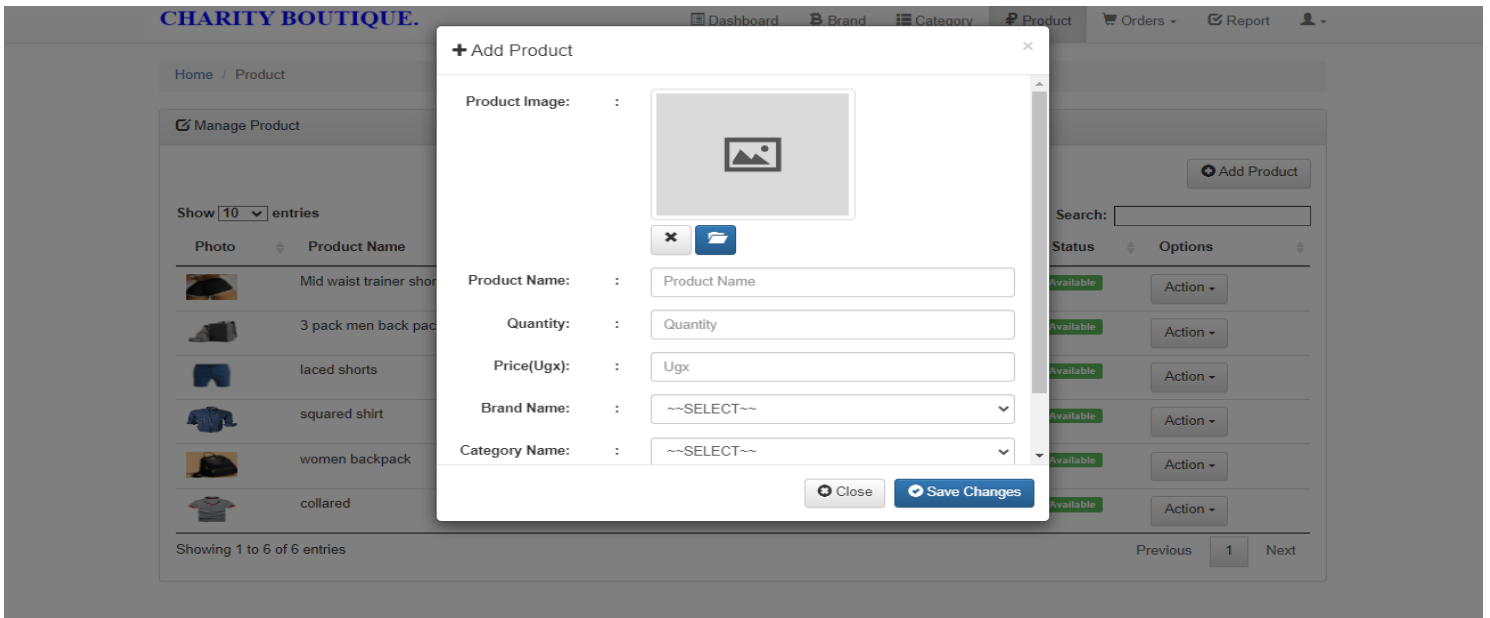 CHARITY BOUTIQUE.
Dashboard Brand Category Product Orders Report
Home / Product
Manage Product
Add Product
Show 10 entries
Search:
Photo Product Name Status Options
Mid waist trainer shor Available Action
3 pack men back pac Available Action
laced shorts Available Action
squared shirt Available Action
women backpack Available Action
collared Available Action
Showing 1 to 6 of 6 entries
Previous 1 Next
Add Product ×
Product Image: :
Product Name: : Product Name
Quantity: : Quantity
Price(Ugx): : Ugx
Brand Name: : ~~SELECT~~
Category Name: : ~~SELECT~~
Close Save Changes